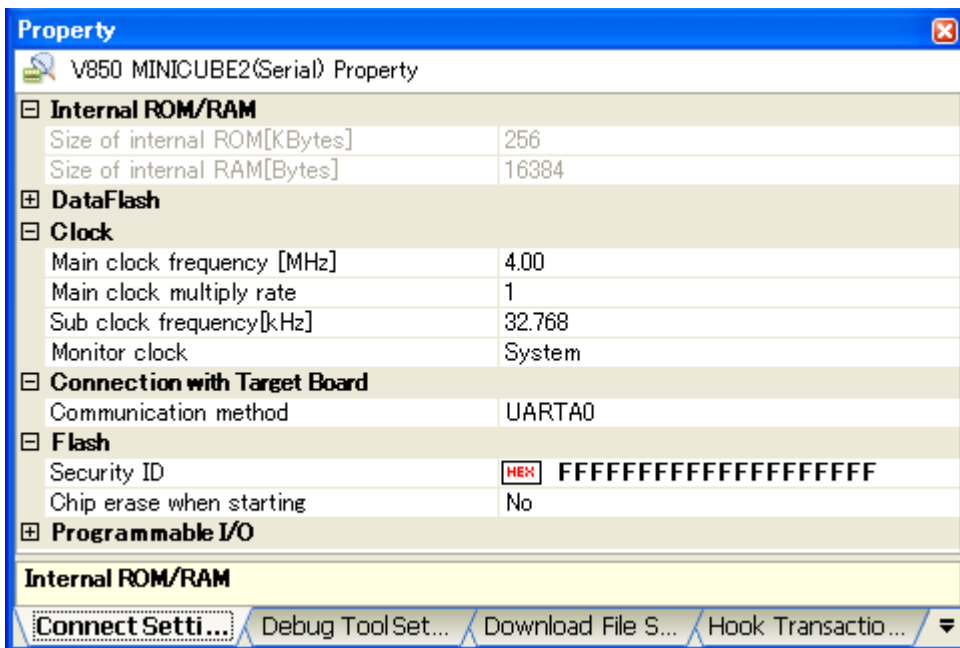 Property
V850 MINICUBE2(Serial) Property
Internal ROM/RAM
Size of internal ROM[KBytes] 256
Size of internal RAM[Bytes] 16384
DataFlash
Clock
Main clock frequency [MHz] 4.00
Main clock multiply rate 1
Sub clock frequency[kHz] 32.768
Monitor clock System
Connection with Target Board
Communication method UARTA0
Flash
Security ID HEX FFFFFFFFFFFFFFFFFFFF
Chip erase when starting No
Programmable I/O
Internal ROM/RAM
Connect Setti... Debug Tool Set... Download File S... Hook Transactio...